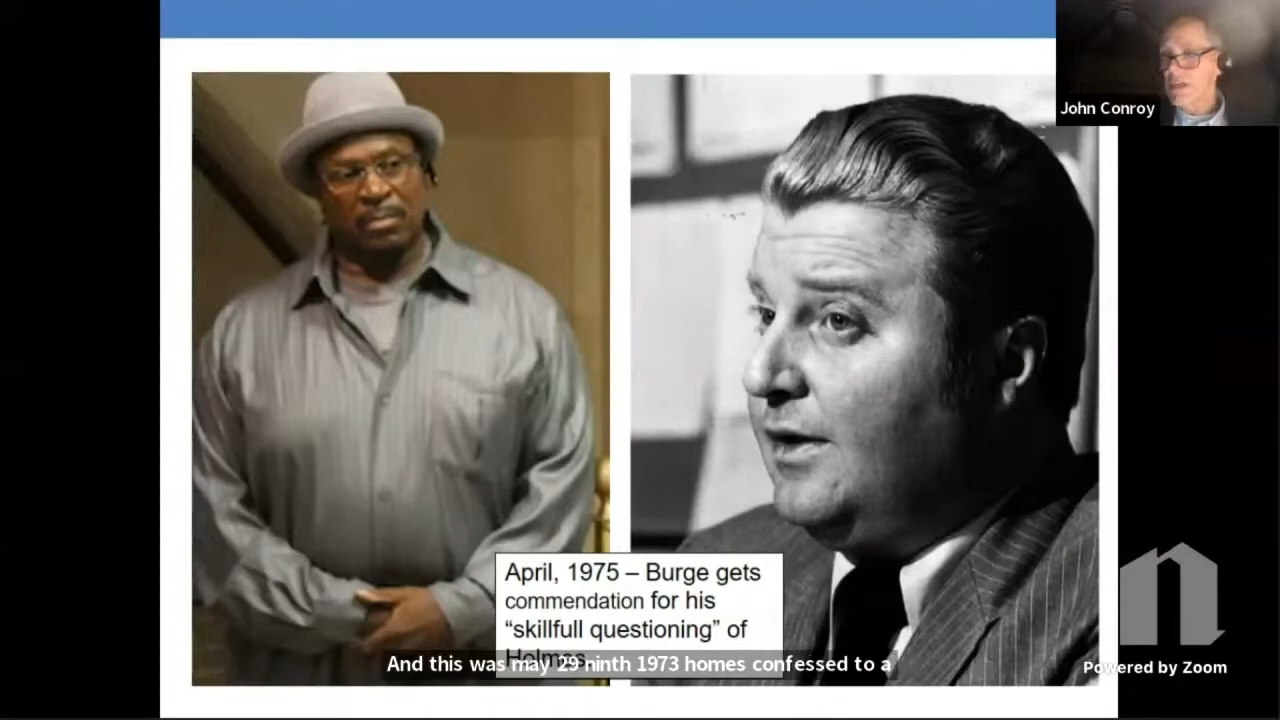 John Conroy
April, 1975 – Burge gets
commendation for his
“skillfull questioning” of
Holmes
And this was may 29 ninth 1973 homes confessed to a
Powered by Zoom